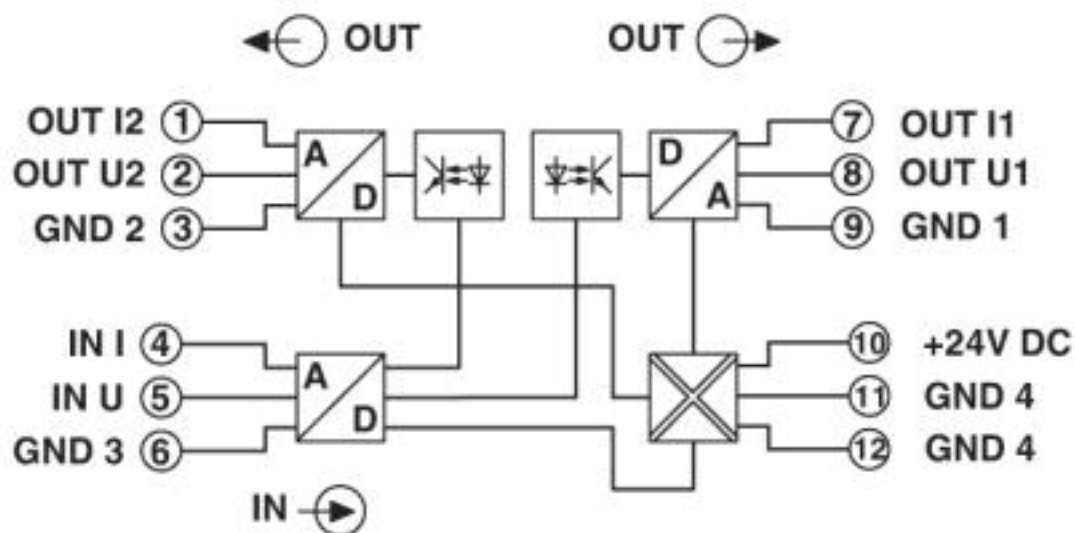 OUT OUT
OUT I2 1 A D 7 OUT I1
OUT U2 2 8 OUT U1
GND 2 3 D A 9 GND 1
IN I 4 A 10 +24V DC
IN U 5 11 GND 4
GND 3 6 D 12 GND 4
IN